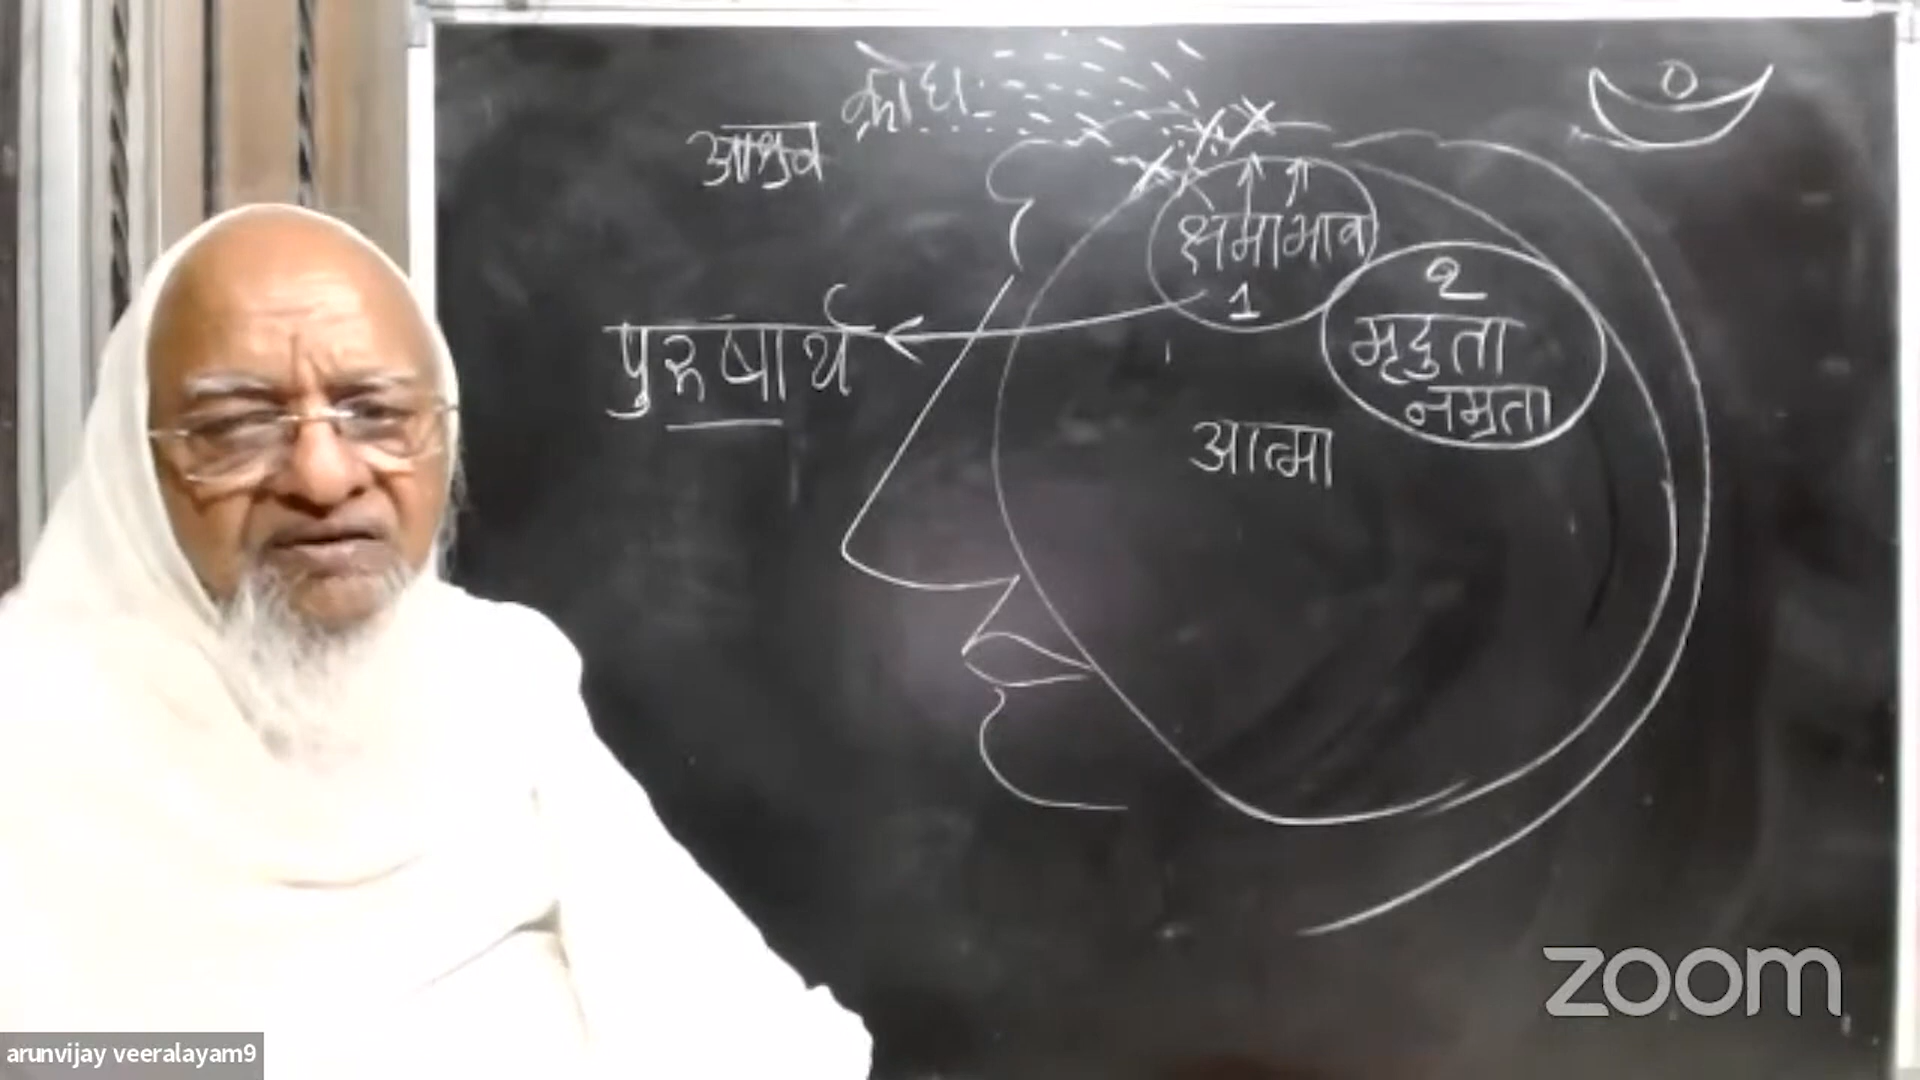 क्रोध
आश्रव
क्षमाभाव
1
२
मृदुता
नम्रता
पुरुषार्थ
आत्मा
zoom
arunvijay veeralayam9